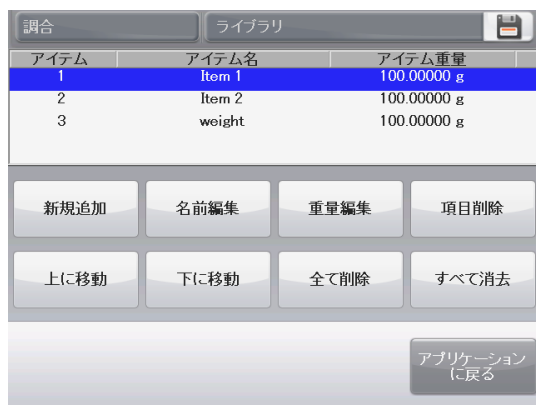 調合 ライブラリ
アイテム アイテム名 アイテム重量
1 Item 1 100.00000 g
2 Item 2 100.00000 g
3 weight 100.00000 g
新規追加 名前編集 重量編集 項目削除
上に移動 下に移動 全て削除 すべて消去
アプリケーション
に戻る